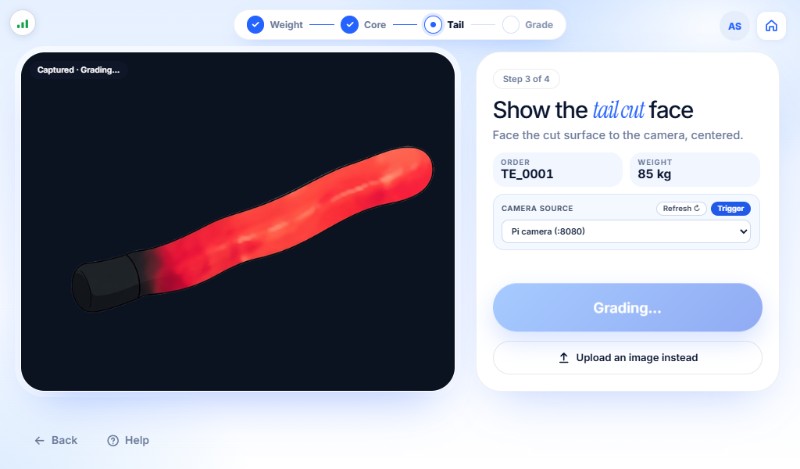 Weight
Core
Tail
Grade
AS
Captured · Grading...
Step 3 of 4
Show the tail cut face
Face the cut surface to the camera, centered.
ORDER
TE_0001
WEIGHT
85 kg
CAMERA SOURCE
Refresh ↻
Trigger
Pi camera (:8080)
Grading...
Upload an image instead
Back
Help